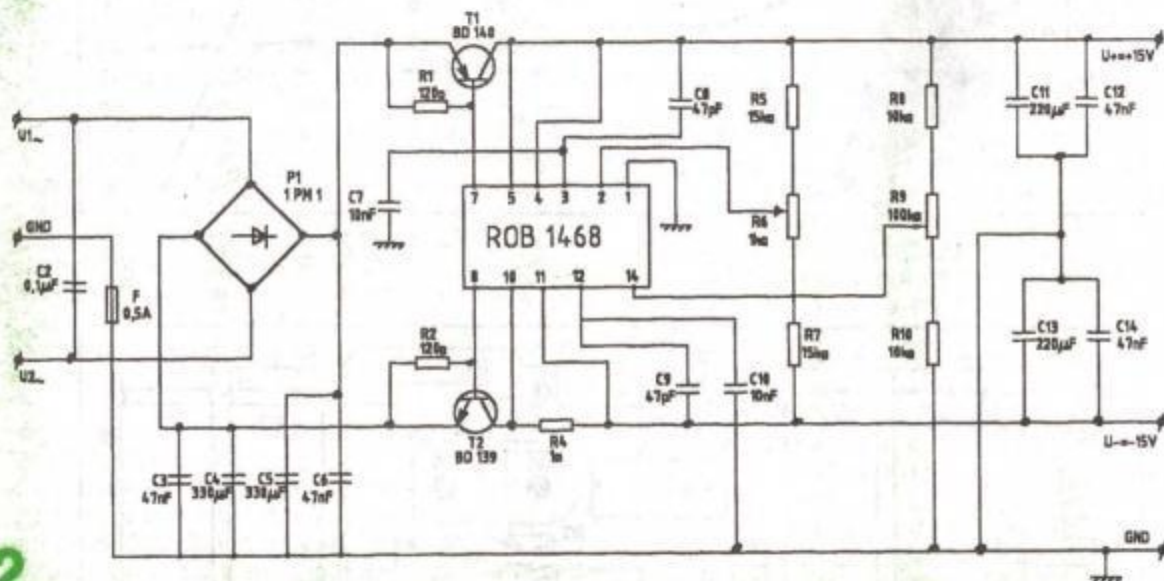 T1
BD 140
R1
120Ω
U1~
P1
1 PM 1
GND
C2
0,1µF
F
0,5A
U2~
C7
10nF
C8
47pF
R5
15kΩ
R8
10kΩ
C11
220µF
C12
47nF
U+=+15V
7 5 4 3 2 1
ROB 1468
8 10 11 12 14
R6
1kΩ
R9
100kΩ
R2
120Ω
C9
47pF
C10
10nF
R7
15kΩ
R10
10kΩ
C13
220µF
C14
47nF
T2
BD 139
R4
1Ω
U-=-15V
C3
47nF
C4
330µF
C5
330µF
C6
47nF
GND
2